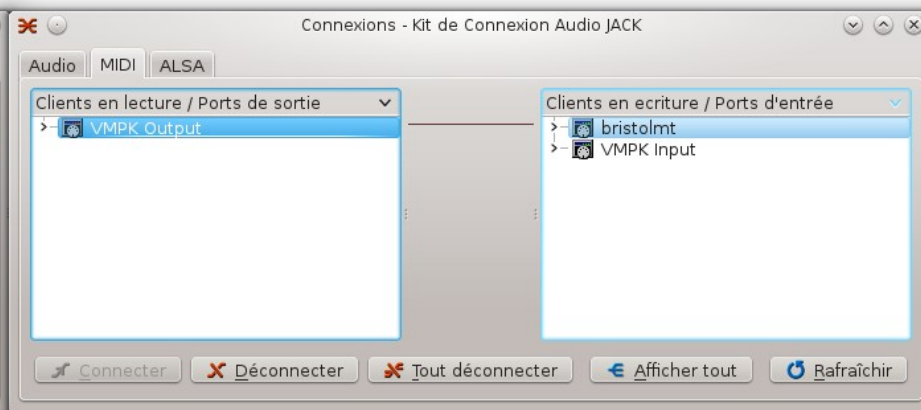 Connexions - Kit de Connexion Audio JACK
Audio MIDI ALSA
Clients en lecture / Ports de sortie
VMPK Output
Clients en ecriture / Ports d'entrée
bristolmt
VMPK Input
Connecter Déconnecter Tout déconnecter Afficher tout Rafraîchir